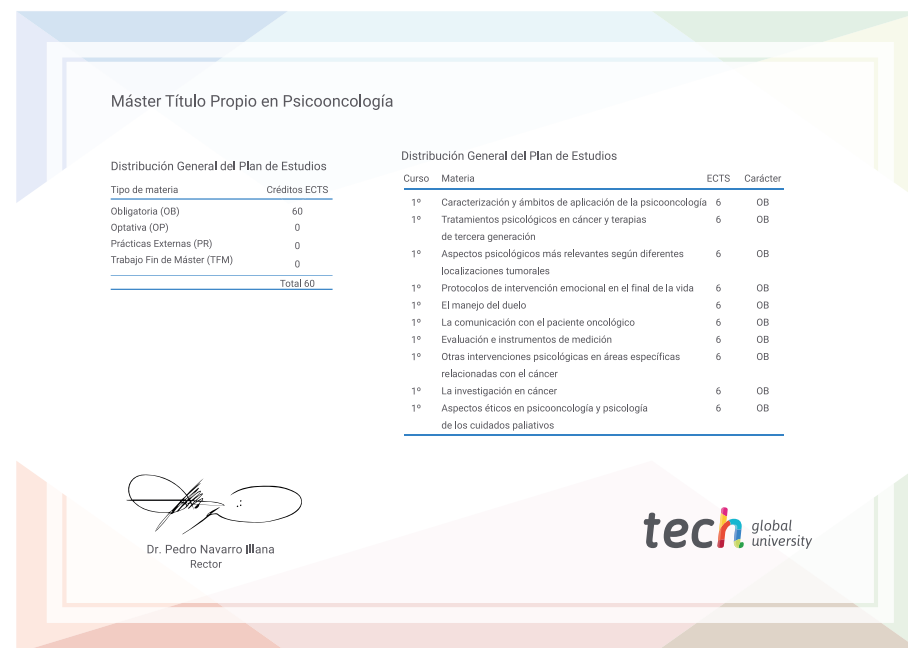 Máster Título Propio en Psicooncología
Distribución General del Plan de Estudios
Tipo de materia Créditos ECTS
Obligatoria (OB) 60
Optativa (OP) 0
Prácticas Externas (PR) 0
Trabajo Fin de Máster (TFM) 0
Total 60
Distribución General del Plan de Estudios
Curso Materia ECTS Carácter
1º Caracterización y ámbitos de aplicación de la psicooncología 6 OB
1º Tratamientos psicológicos en cáncer y terapias 6 OB
de tercera generación
1º Aspectos psicológicos más relevantes según diferentes 6 OB
localizaciones tumorales
1º Protocolos de intervención emocional en el final de la vida 6 OB
1º El manejo del duelo 6 OB
1º La comunicación con el paciente oncológico 6 OB
1º Evaluación e instrumentos de medición 6 OB
1º Otras intervenciones psicológicas en áreas específicas 6 OB
relacionadas con el cáncer
1º La investigación en cáncer 6 OB
1º Aspectos éticos en psicooncología y psicología 6 OB
de los cuidados paliativos
Dr. Pedro Navarro Illana
Rector
tech global
university